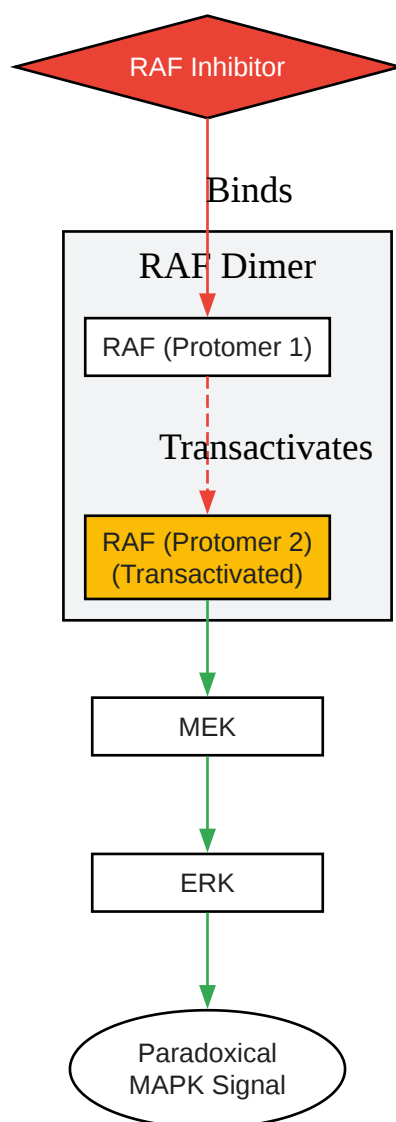 RAF Inhibitor
Binds
RAF Dimer
RAF (Protomer 1)
Transactivates
RAF (Protomer 2)
(Transactivated)
MEK
ERK
Paradoxical
MAPK Signal